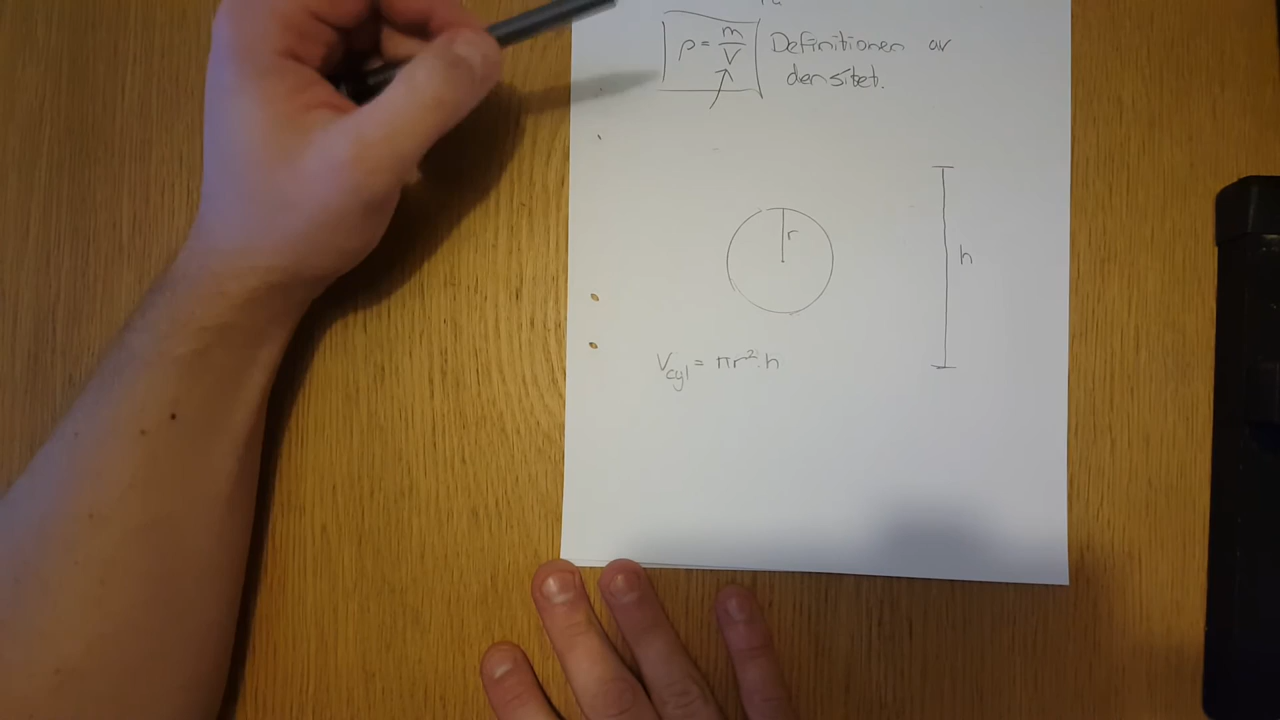 ρ = m/V Definitionen av
densitet.
r
h
V_cyl = πr²·h